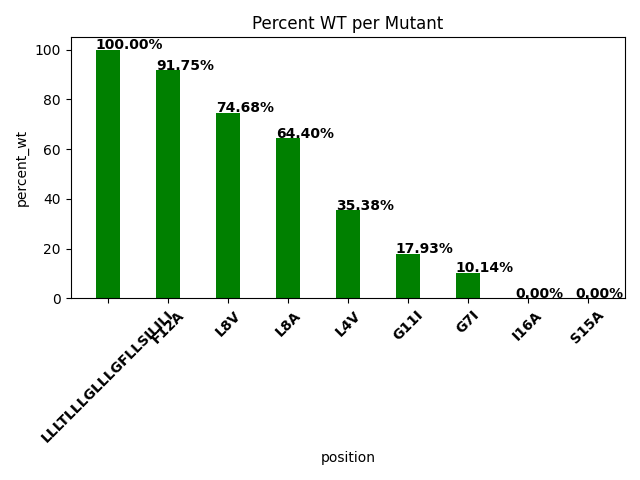 Percent WT per Mutant
percent_wt
100
80
60
40
20
0
100.00%
91.75%
74.68%
64.40%
35.38%
17.93%
10.14%
0.00%
0.00%
LLLTLLLGLLLGFLLSILILI
F12A
L8V
L8A
L4V
G11I
G7I
I16A
S15A
position